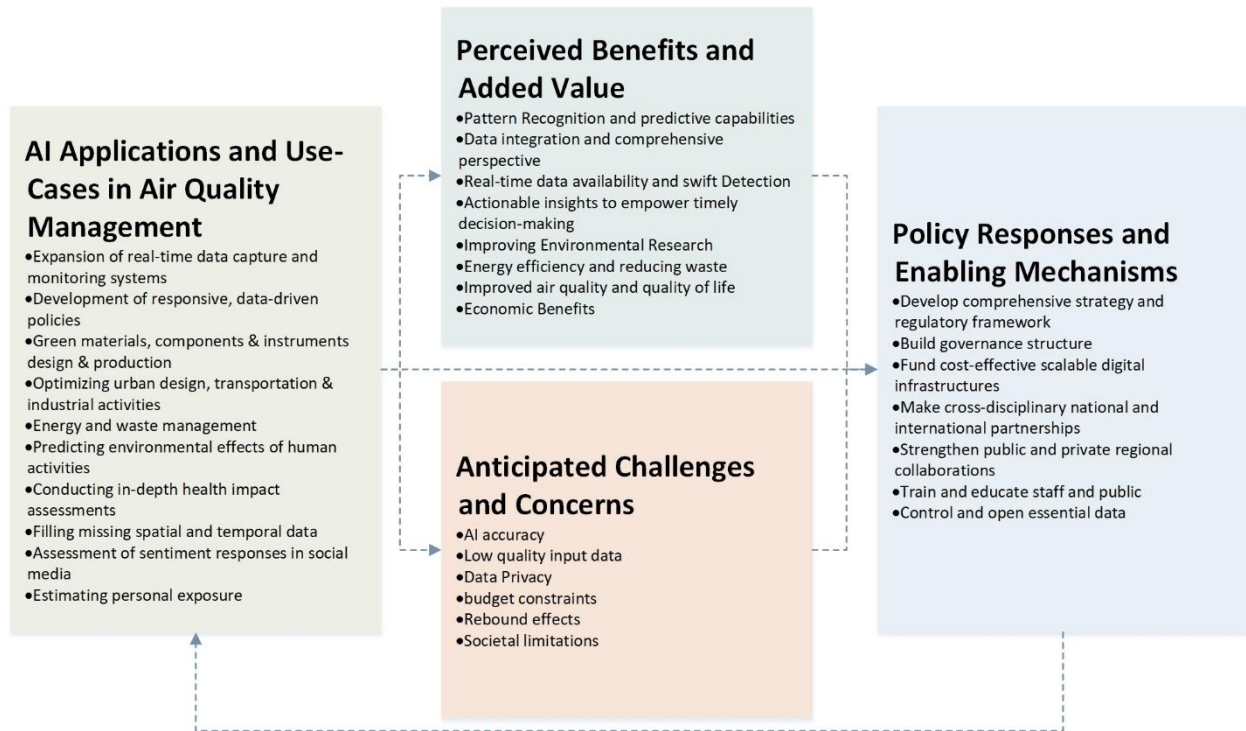 AI Applications and Use-
Cases in Air Quality
Management
•Expansion of real-time data capture and
monitoring systems
•Development of responsive, data-driven
policies
•Green materials, components & instruments
design & production
•Optimizing urban design, transportation &
industrial activities
•Energy and waste management
•Predicting environmental effects of human
activities
•Conducting in-depth health impact
assessments
•Filling missing spatial and temporal data
•Assessment of sentiment responses in social
media
•Estimating personal exposure
Perceived Benefits and
Added Value
•Pattern Recognition and predictive capabilities
•Data integration and comprehensive
perspective
•Real-time data availability and swift Detection
•Actionable insights to empower timely
decision-making
•Improving Environmental Research
•Energy efficiency and reducing waste
•Improved air quality and quality of life
•Economic Benefits
Anticipated Challenges
and Concerns
•AI accuracy
•Low quality input data
•Data Privacy
•budget constraints
•Rebound effects
•Societal limitations
Policy Responses and
Enabling Mechanisms
•Develop comprehensive strategy and
regulatory framework
•Build governance structure
•Fund cost-effective scalable digital
infrastructures
•Make cross-disciplinary national and
international partnerships
•Strengthen public and private regional
collaborations
•Train and educate staff and public
•Control and open essential data